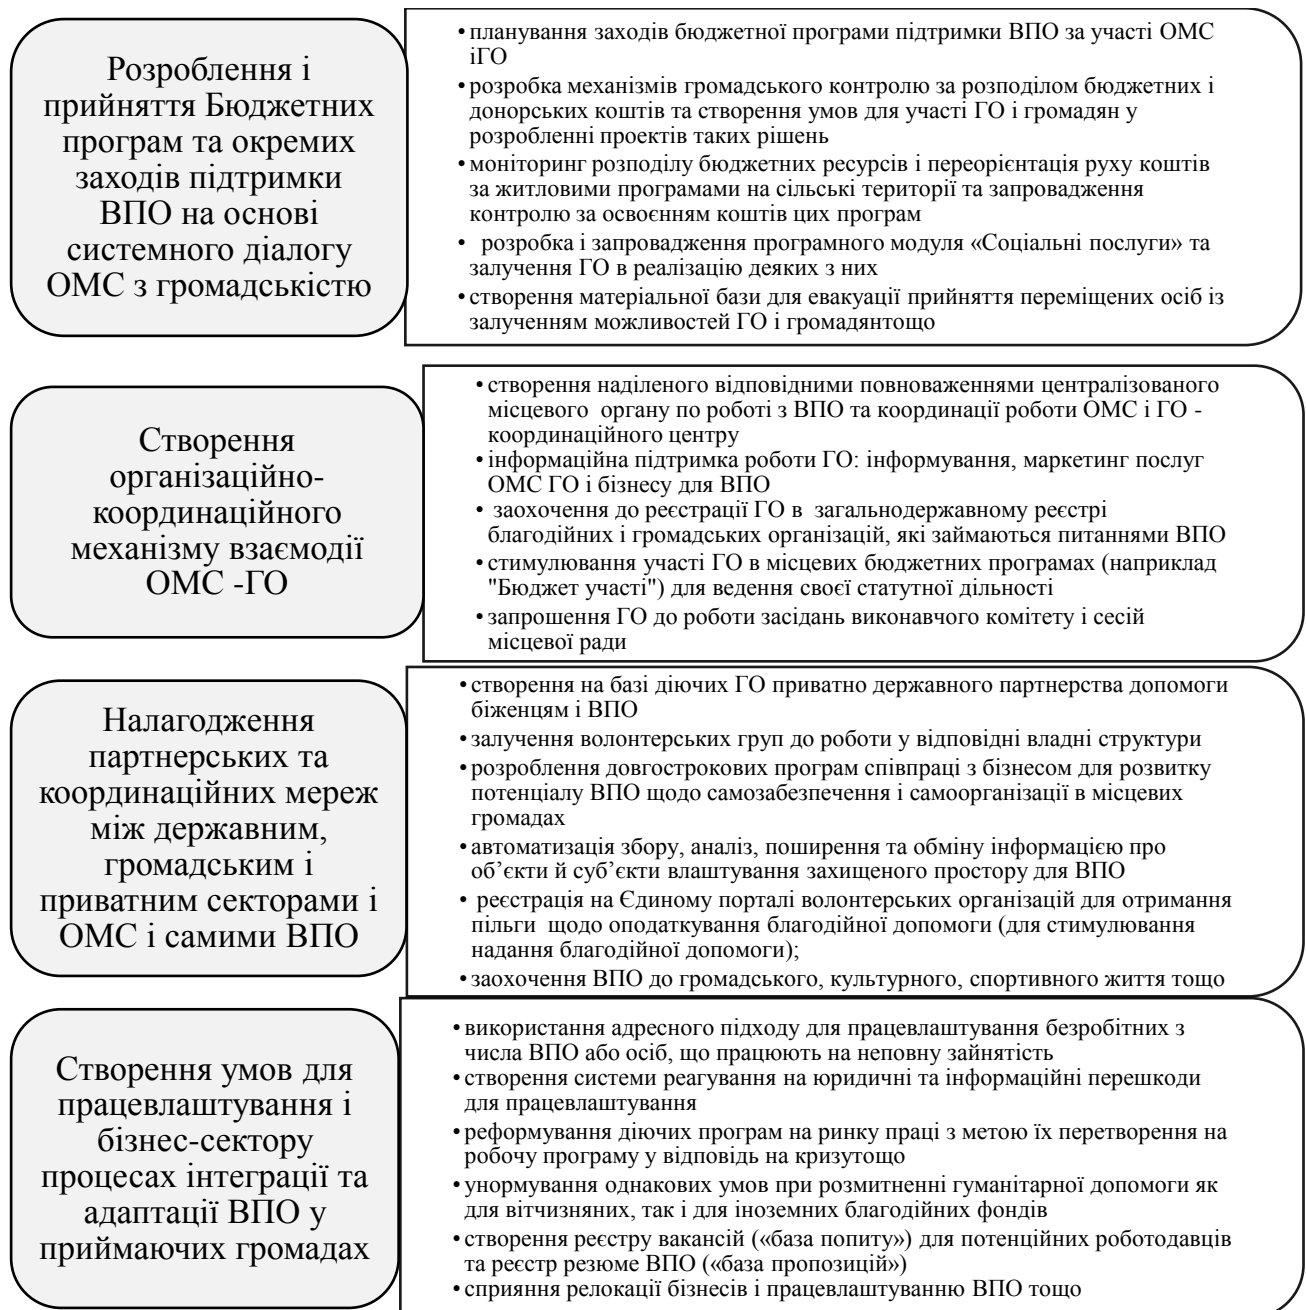 Розроблення і
прийняття Бюджетних
програм та окремих
заходів підтримки
ВПО на основі
системного діалогу
ОМС з громадськістю
• планування заходів бюджетної програми підтримки ВПО за участі ОМС
іГО
• розробка механізмів громадського контролю за розподілом бюджетних і
донорських коштів та створення умов для участі ГО і громадян у
розробленні проектів таких рішень
• моніторинг розподілу бюджетних ресурсів і переорієнтація руху коштів
за житловими програмами на сільські території та запровадження
контролю за освоєнням коштів цих програм
• розробка і запровадження програмного модуля «Соціальні послуги» та
залучення ГО в реалізацію деяких з них
• створення матеріальної бази для евакуації прийняття переміщених осіб із
залученням можливостей ГО і громадянтощо
Створення
організаційно-
координаційного
механізму взаємодії
ОМС -ГО
• створення наділеного відповідними повноваженнями централізованого
місцевого органу по роботі з ВПО та координації роботи ОМС і ГО -
координаційного центру
• інформаційна підтримка роботи ГО: інформування, маркетинг послуг
ОМС ГО і бізнесу для ВПО
• заохочення до реєстрації ГО в загальнодержавному реєстрі
благодійних і громадських організацій, які займаються питаннями ВПО
• стимулювання участі ГО в місцевих бюджетних програмах (наприклад
"Бюджет участі") для ведення своєї статутної дільності
• запрошення ГО до роботи засідань виконавчого комітету і сесій
місцевої ради
Налагодження
партнерських та
координаційних мереж
між державним,
громадським і
приватним секторами і
ОМС і самими ВПО
• створення на базі діючих ГО приватно державного партнерства допомоги
біженцям і ВПО
• залучення волонтерських груп до роботи у відповідні владні структури
• розроблення довгострокових програм співпраці з бізнесом для розвитку
потенціалу ВПО щодо самозабезпечення і самоорганізації в місцевих
громадах
• автоматизація збору, аналіз, поширення та обміну інформацією про
об’єкти й суб’єкти влаштування захищеного простору для ВПО
• реєстрація на Єдиному порталі волонтерських організацій для отримання
пільги щодо оподаткування благодійної допомоги (для стимулювання
надання благодійної допомоги);
• заохочення ВПО до громадського, культурного, спортивного життя тощо
Створення умов для
працевлаштування і
бізнес-сектору
процесах інтеграції та
адаптації ВПО у
приймаючих громадах
• використання адресного підходу для працевлаштування безробітних з
числа ВПО або осіб, що працюють на неповну зайнятість
• створення системи реагування на юридичні та інформаційні перешкоди
для працевлаштування
• реформування діючих програм на ринку праці з метою їх перетворення на
робочу програму у відповідь на кризутощо
• унормування однакових умов при розмитненні гуманітарної допомоги як
для вітчизняних, так і для іноземних благодійних фондів
• створення реєстру вакансій («база попиту») для потенційних роботодавців
та реєстр резюме ВПО («база пропозицій»)
• сприяння релокації бізнесів і працевлаштуванню ВПО тощо